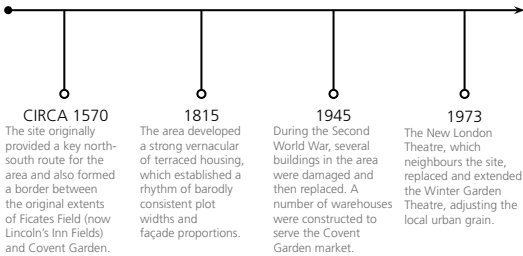 CIRCA 1570
The site originally
provided a key north-
south route for the
area and also formed
a border between
the original extents
of Ficates Field (now
Lincoln's Inn Fields)
and Covent Garden.
1815
The area developed
a strong vernacular
of terraced housing,
which established a
rhythm of barodly
consistent plot
widths and
façade proportions.
1945
During the Second
World War, several
buildings in the area
were damaged and
then replaced. A
number of warehouses
were constructed to
serve the Covent
Garden market.
1973
The New London
Theatre, which
neighbours the site,
replaced and extended
the Winter Garden
Theatre, adjusting the
local urban grain.